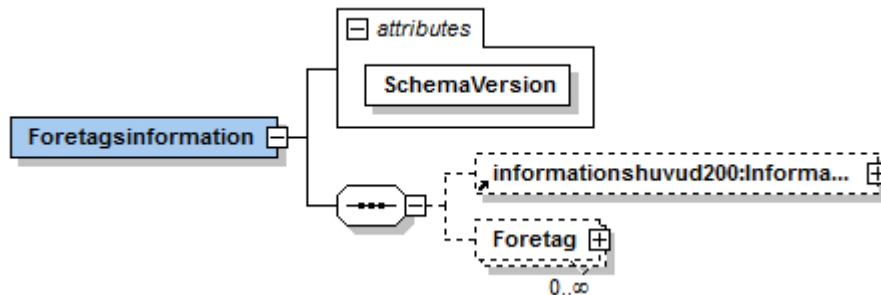 attributes
SchemaVersion
Foretagsinformation
informationshuvud200:Informa...
Foretag
0..∞